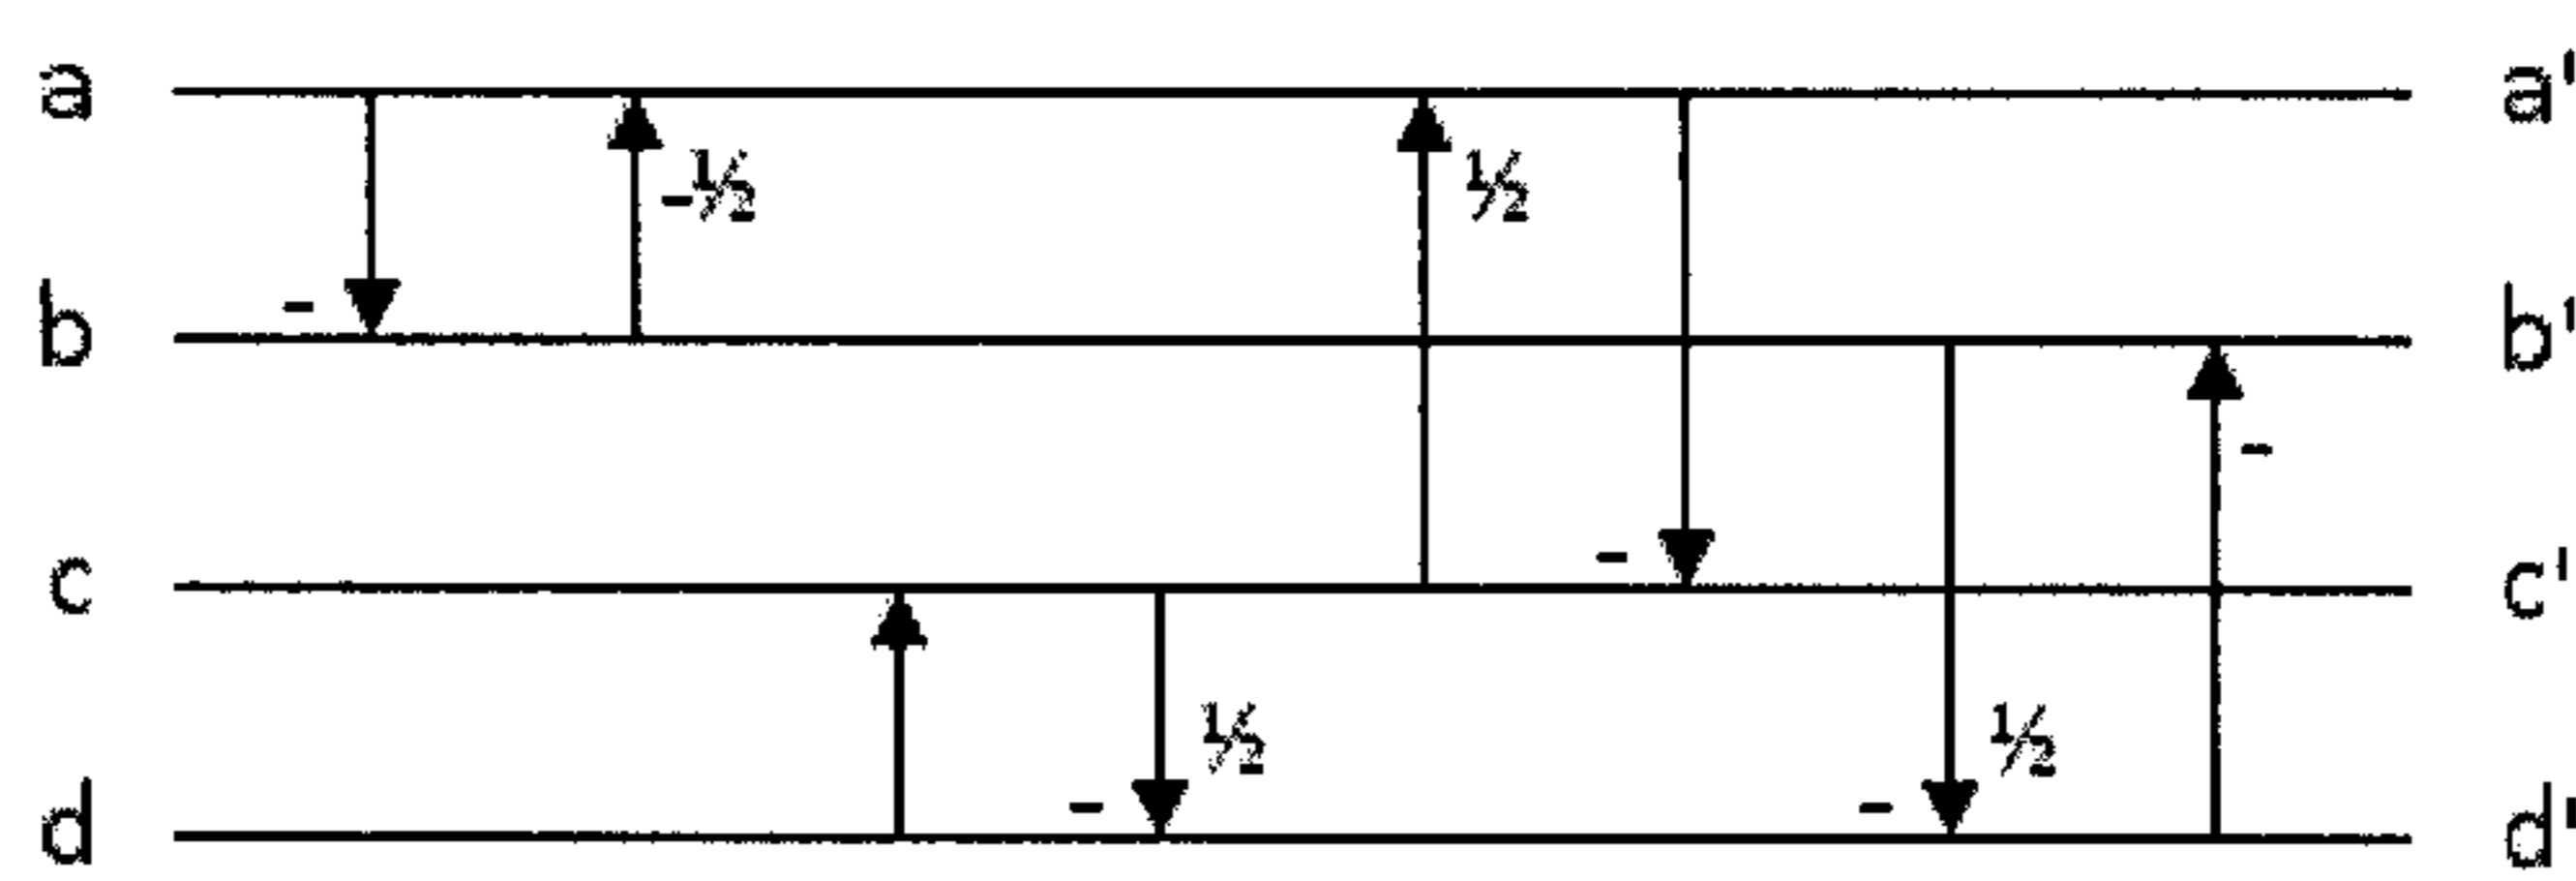 a a'
-½ ½
- b b'
-
- c c'
½ ½
- -
d d'